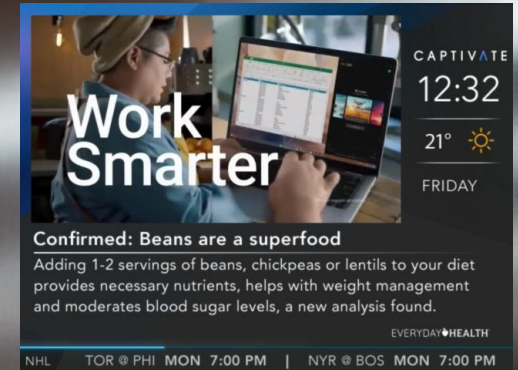 Work
Smarter
CAPTIVATE
12:32
21°
FRIDAY
Confirmed: Beans are a superfood
Adding 1-2 servings of beans, chickpeas or lentils to your diet
provides necessary nutrients, helps with weight management
and moderates blood sugar levels, a new analysis found.
EVERYDAY HEALTH
NHL TOR @ PHI MON 7:00 PM | NYR @ BOS MON 7:00 PM